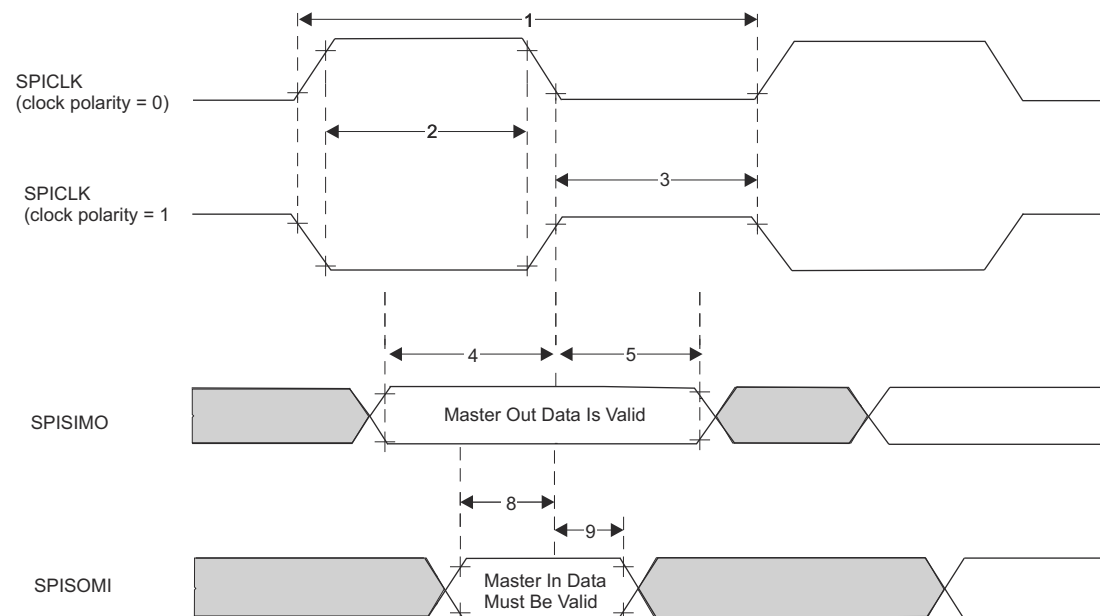 1
SPICLK
(clock polarity = 0)
2
3
SPICLK
(clock polarity = 1
4
5
SPISIMO
Master Out Data Is Valid
8
9
SPISOMI
Master In Data
Must Be Valid